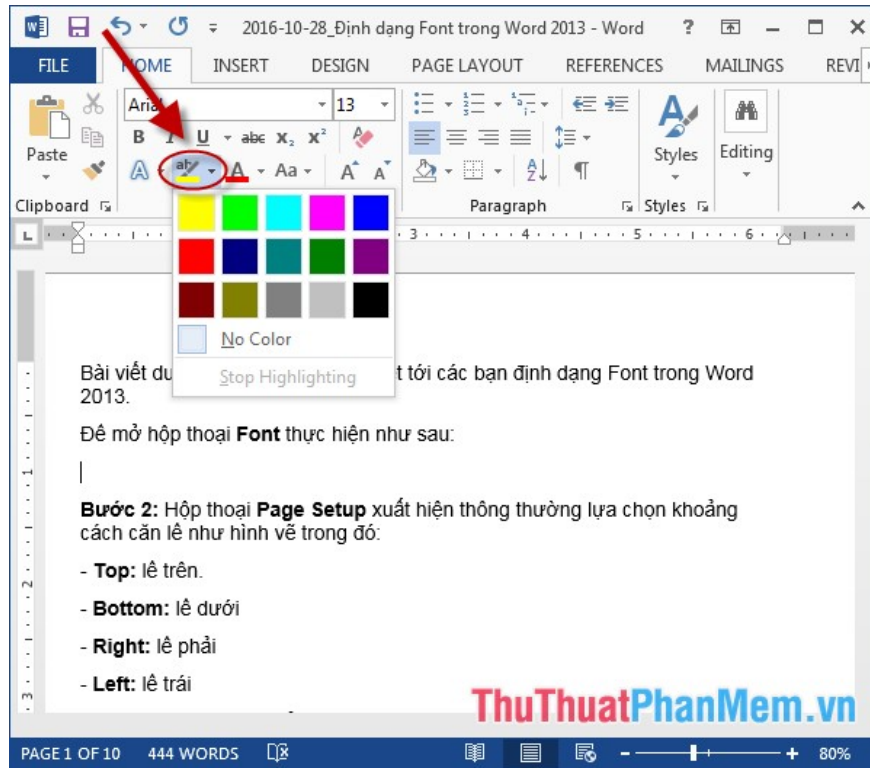 2016-10-28_Định dạng Font trong Word 2013 - Word
FILE HOME INSERT DESIGN PAGE LAYOUT REFERENCES MAILINGS REVI
Arial 13
Paste
Styles
Editing
Clipboard Paragraph Styles
No Color
Stop Highlighting
Bài viết dư t tới các bạn định dạng Font trong Word
2013.
Để mở hộp thoại Font thực hiện như sau:
Bước 2: Hộp thoại Page Setup xuất hiện thông thường lựa chọn khoảng
cách căn lề như hình vẽ trong đó:
- Top: lề trên.
- Bottom: lề dưới
- Right: lề phải
- Left: lề trái
ThuThuatPhanMem.vn
PAGE 1 OF 10 444 WORDS 80%